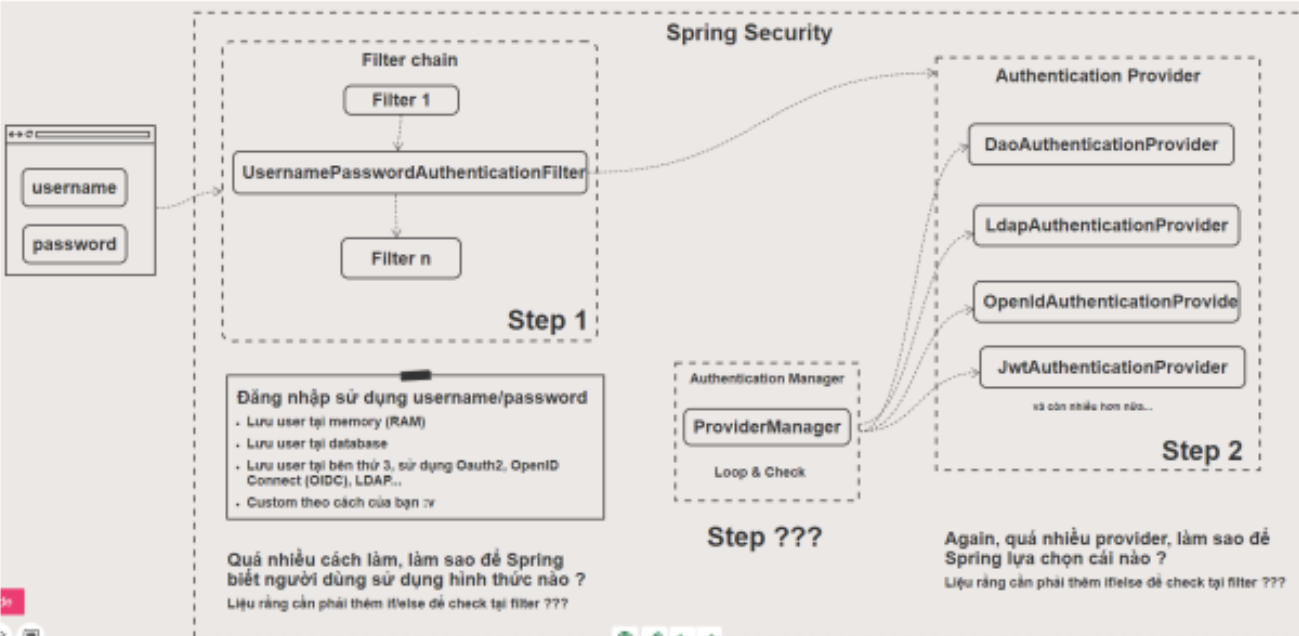 Spring Security
Filter chain
Filter 1
UsernamePasswordAuthenticationFilter
Filter n
Step 1
username
password
Authentication Provider
DaoAuthenticationProvider
LdapAuthenticationProvider
OpenIdAuthenticationProvide
JwtAuthenticationProvider
và còn nhiều hơn nữa...
Step 2
Authentication Manager
ProviderManager
Loop & Check
Step ???
Đăng nhập sử dụng username/password
• Lưu user tại memory (RAM)
• Lưu user tại database
• Lưu user tại bên thứ 3, sử dụng Oauth2, OpenID
Connect (OIDC), LDAP...
• Custom theo cách của bạn :v
Quá nhiều cách làm, làm sao để Spring
biết người dùng sử dụng hình thức nào ?
Liệu rằng cần phải thêm if/else để check tại filter ???
Again, quá nhiều provider, làm sao để
Spring lựa chọn cái nào ?
Liệu rằng cần phải thêm if/else để check tại filter ???